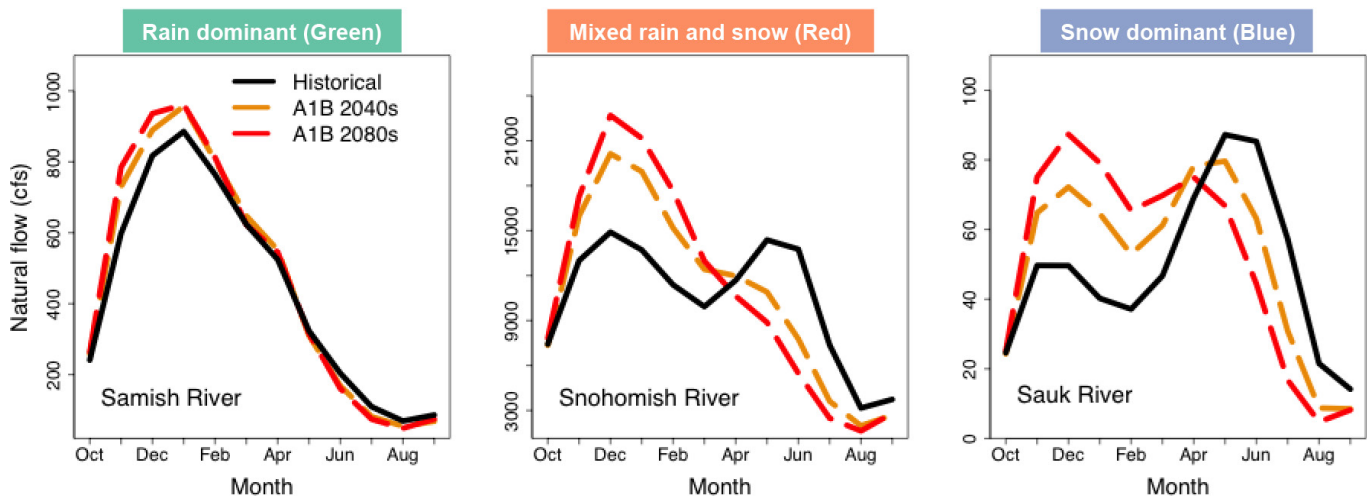 Rain dominant (Green)
Mixed rain and snow (Red)
Snow dominant (Blue)
Natural flow (cfs)
1000
800
600
400
200
Historical
A1B 2040s
A1B 2080s
Samish River
Oct Dec Feb Apr Jun Aug
Month
21000
15000
9000
3000
Snohomish River
Oct Dec Feb Apr Jun Aug
Month
100
80
60
40
20
0
Sauk River
Oct Dec Feb Apr Jun Aug
Month